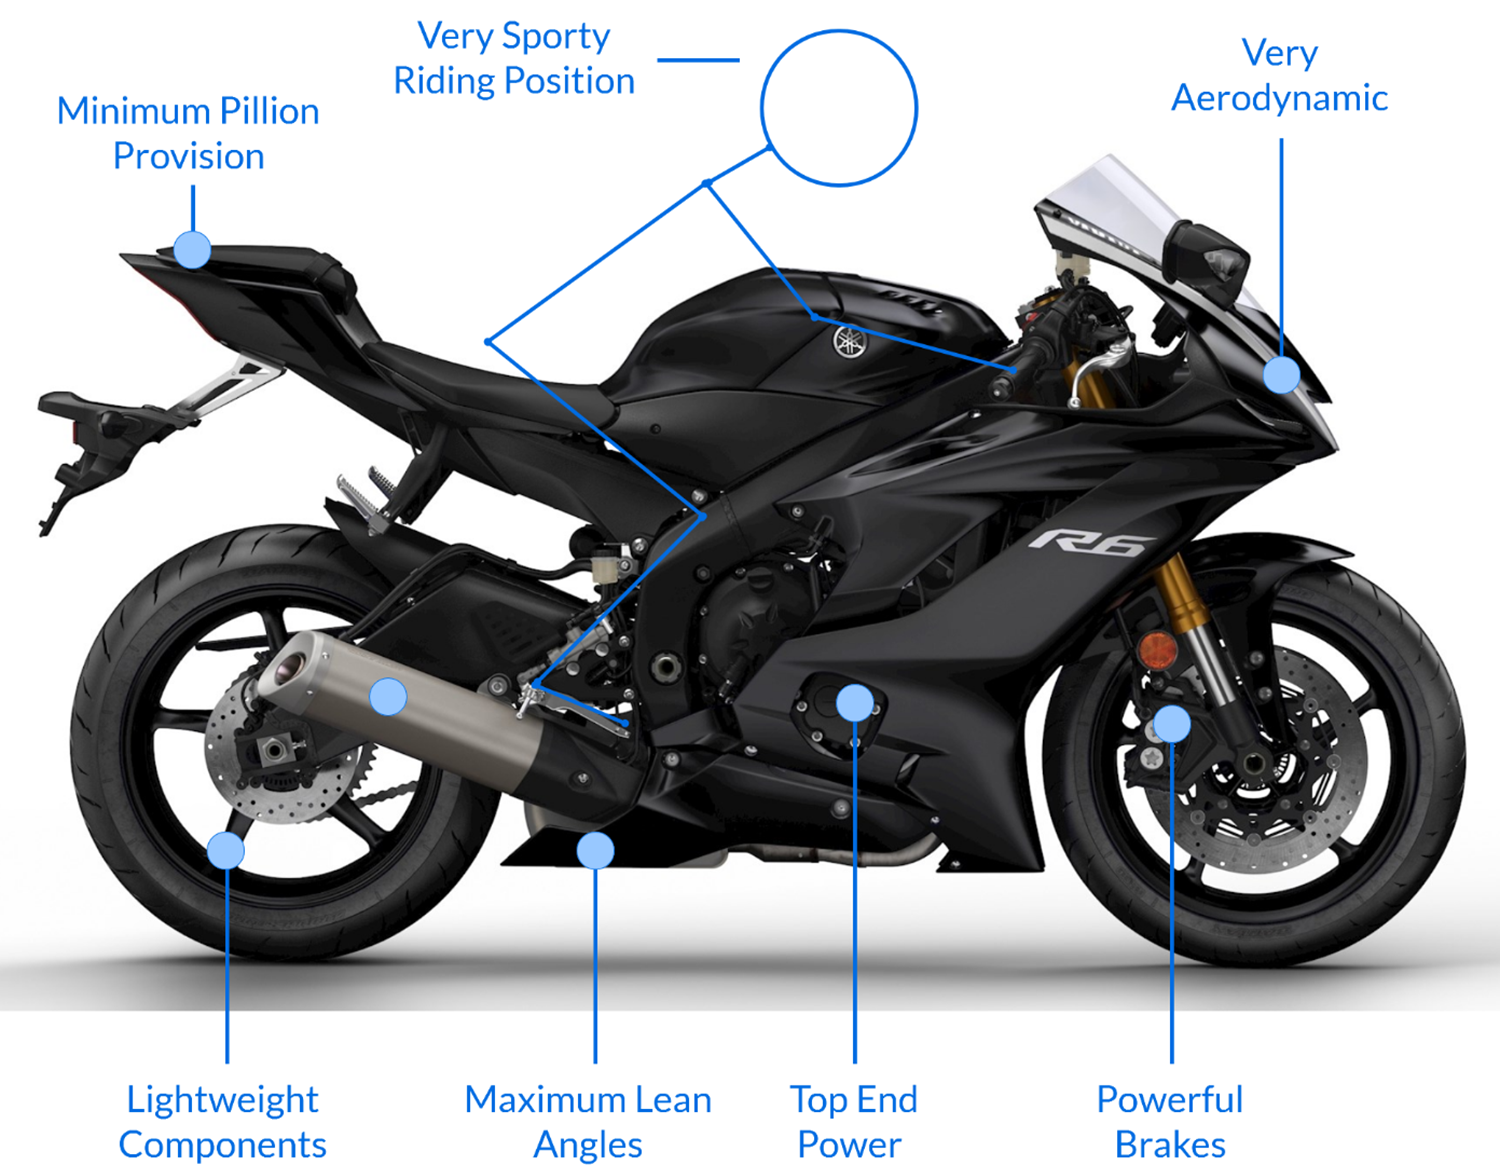 Very Sporty
Riding Position
Very
Aerodynamic
Minimum Pillion
Provision
R6
Lightweight
Components
Maximum Lean
Angles
Top End
Power
Powerful
Brakes